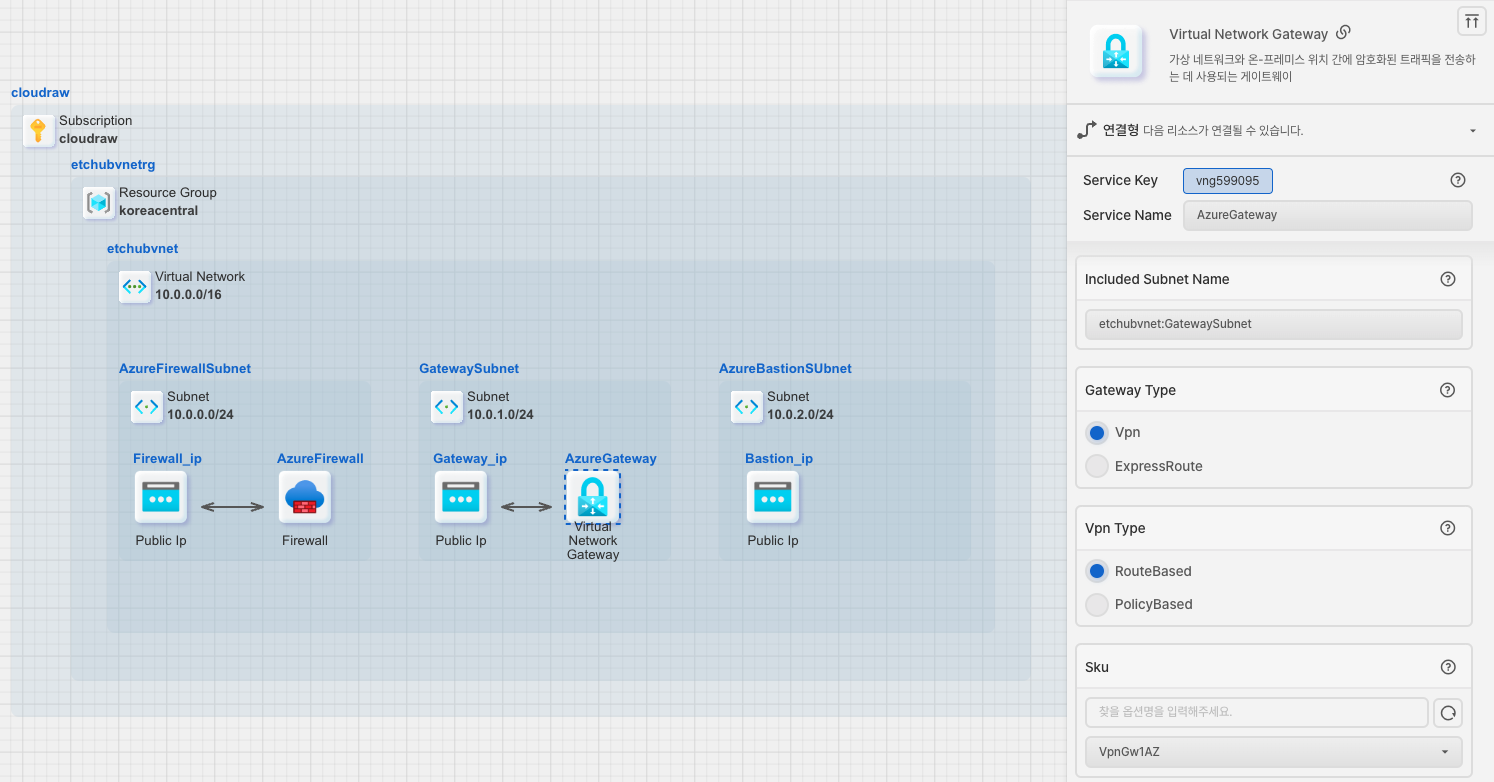 cloudraw
Subscription
cloudraw
etchubvnetrg
Resource Group
koreacentral
etchubvnet
Virtual Network
10.0.0.0/16
AzureFirewallSubnet
Subnet
10.0.0.0/24
Firewall_ip
Public Ip
AzureFirewall
Firewall
GatewaySubnet
Subnet
10.0.1.0/24
Gateway_ip
Public Ip
AzureGateway
Virtual
Network
Gateway
AzureBastionSUbnet
Subnet
10.0.2.0/24
Bastion_ip
Public Ip
Virtual Network Gateway
가상 네트워크와 온-프레미스 위치 간에 암호화된 트래픽을 전송하
는 데 사용되는 게이트웨이
연결형 다음 리소스가 연결될 수 있습니다.
Service Key vng599095
Service Name AzureGateway
Included Subnet Name
etchubvnet:GatewaySubnet
Gateway Type
Vpn
ExpressRoute
Vpn Type
RouteBased
PolicyBased
Sku
찾을 옵션명을 입력해주세요.
VpnGw1AZ